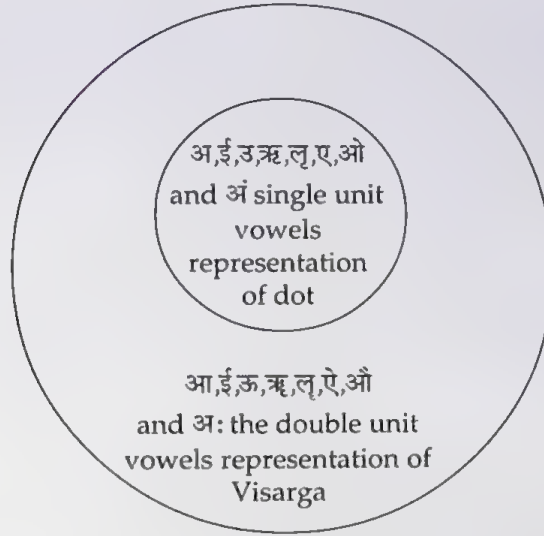 अ,ई,उ,ऋ,लृ,ए,ओ
and अं single unit
vowels
representation
of dot
आ,ई,ऊ,ॠ,लृ,ऐ,औ
and अः the double unit
vowels representation of
Visarga